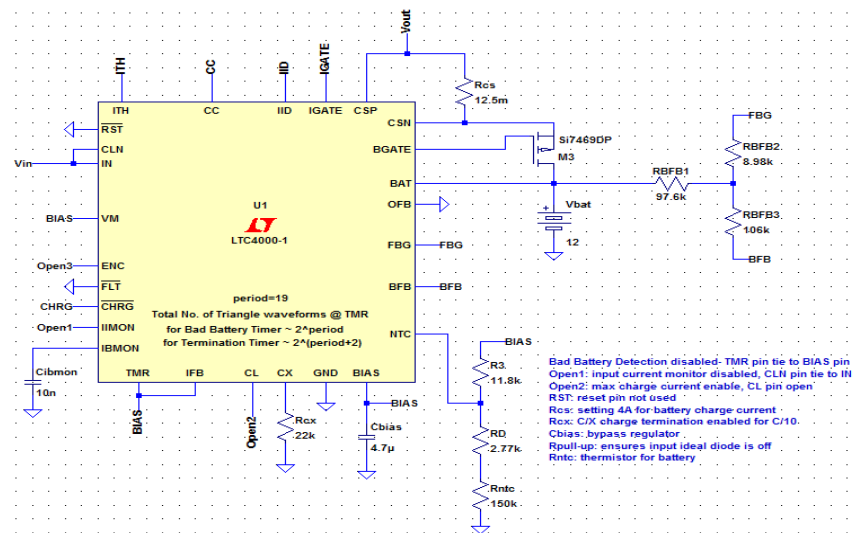 Vout
ITH
CC
IID
IGATE
Rcs
12.5m
ITH
CC
IID
IGATE
CSP
RST
CSN
Si7469DP
FBG
CLN
BGATE
M3
RBFB2
8.98k
Vin
IN
RBFB1
BAT
97.6k
OFB
Vbat
U1
+
RBFB3
106k
BIAS
VM
LTC4000-1
12
FBG
FBG
BFB
Open3
ENC
FLT
BFB
BFB
period=19
CHRG
CHRG
Total No. of Triangle waveforms @ TMR
Open1
IIMON
for Bad Battery Timer ~ 2^period
NTC
for Termination Timer ~ 2^(period+2)
BIAS
IBMON
R3
11.8k
Cibmon
10n
TMR
IFB
CL
CX
GND
BIAS
BIAS
BIAS
Open2
Rcx
22k
Cbias
4.7µ
RD
2.77k
Rntc
150k
Bad Battery Detection disabled- TMR pin tie to BIAS pin
Open1: input current monitor disabled, CLN pin tie to IN
Open2: max charge current enable, CL pin open
RST: reset pin not used
Rcs: setting 4A for battery charge current
Rcx: C/X charge termination enabled for C/10
Cbias: bypass regulator
Rpull-up: ensures input ideal diode is off
Rntc: thermistor for battery